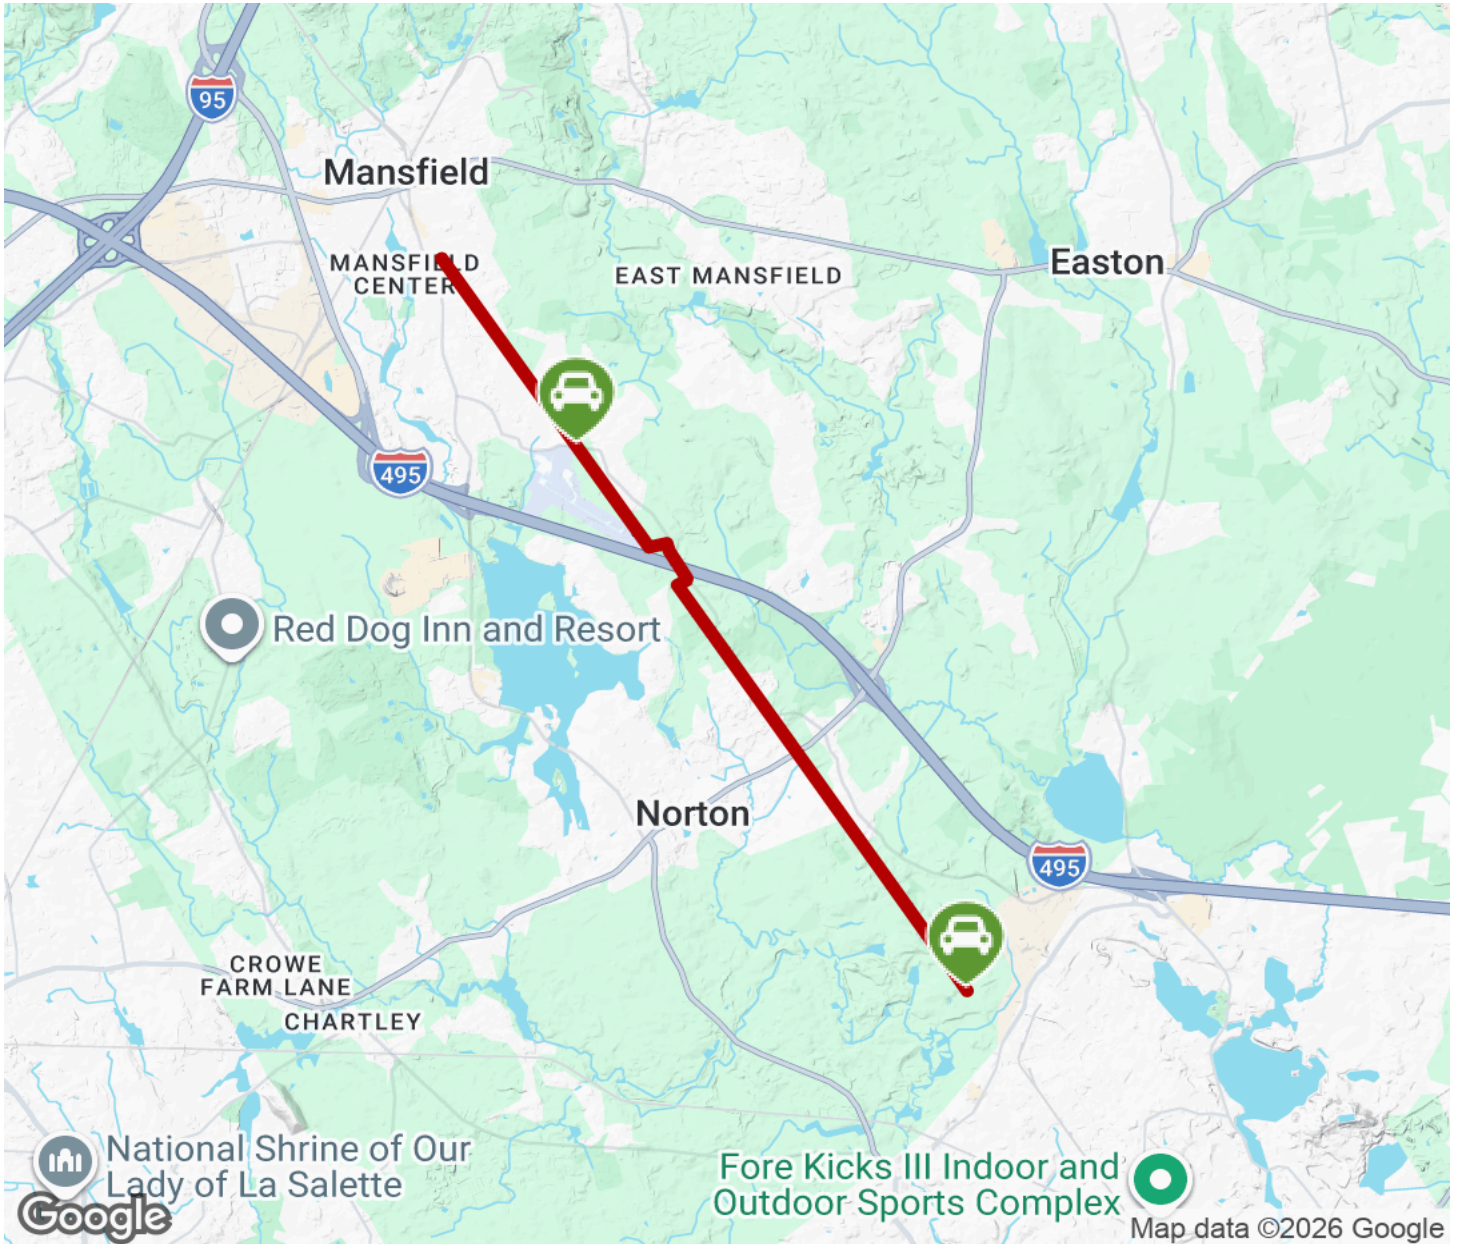 95
Mansfield
MANSFIELD
CENTER
EAST MANSFIELD
Easton
495
Red Dog Inn and Resort
Norton
495
CROWE
FARM LANE
CHARTLEY
National Shrine of Our
Lady of La Salette
Fore Kicks III Indoor and
Outdoor Sports Complex
Google
Map data ©2026 Google